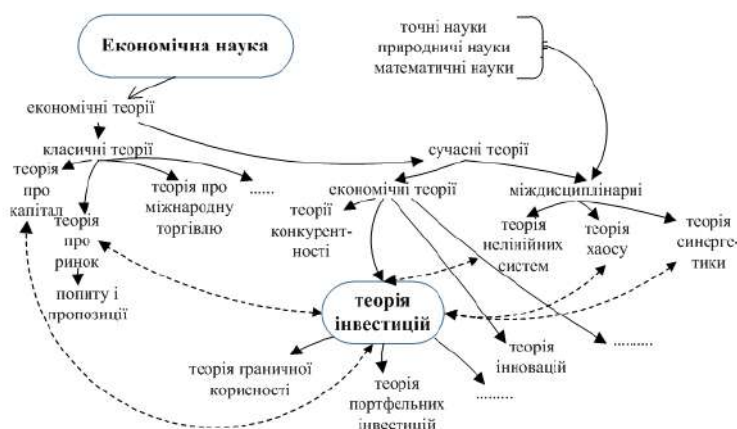 Економічна наука
точні науки
природничі науки
математичні науки
економічні теорії
класичні теорії
сучасні теорії
теорія
про
капітал
теорія про
міжнародну
торгівлю
......
економічні теорії
міждисциплінарні
теорія
про
ринок
теорії
конкурент-
ності
теорія
нелінійних
систем
теорія
хаосу
теорія
синерге-
тики
попиту і
пропозиції
теорія
інвестицій
теорія
інновацій
..........
теорія граничної
корисності
теорія
портфельних
інвестицій
..........